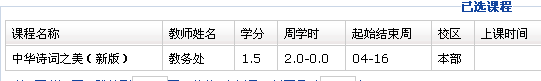 已选课程
课程名称 教师姓名 学分 周学时 起始结束周 校区 上课时间
中华诗词之美（新版） 教务处 1.5 2.0-0.0 04-16 本部